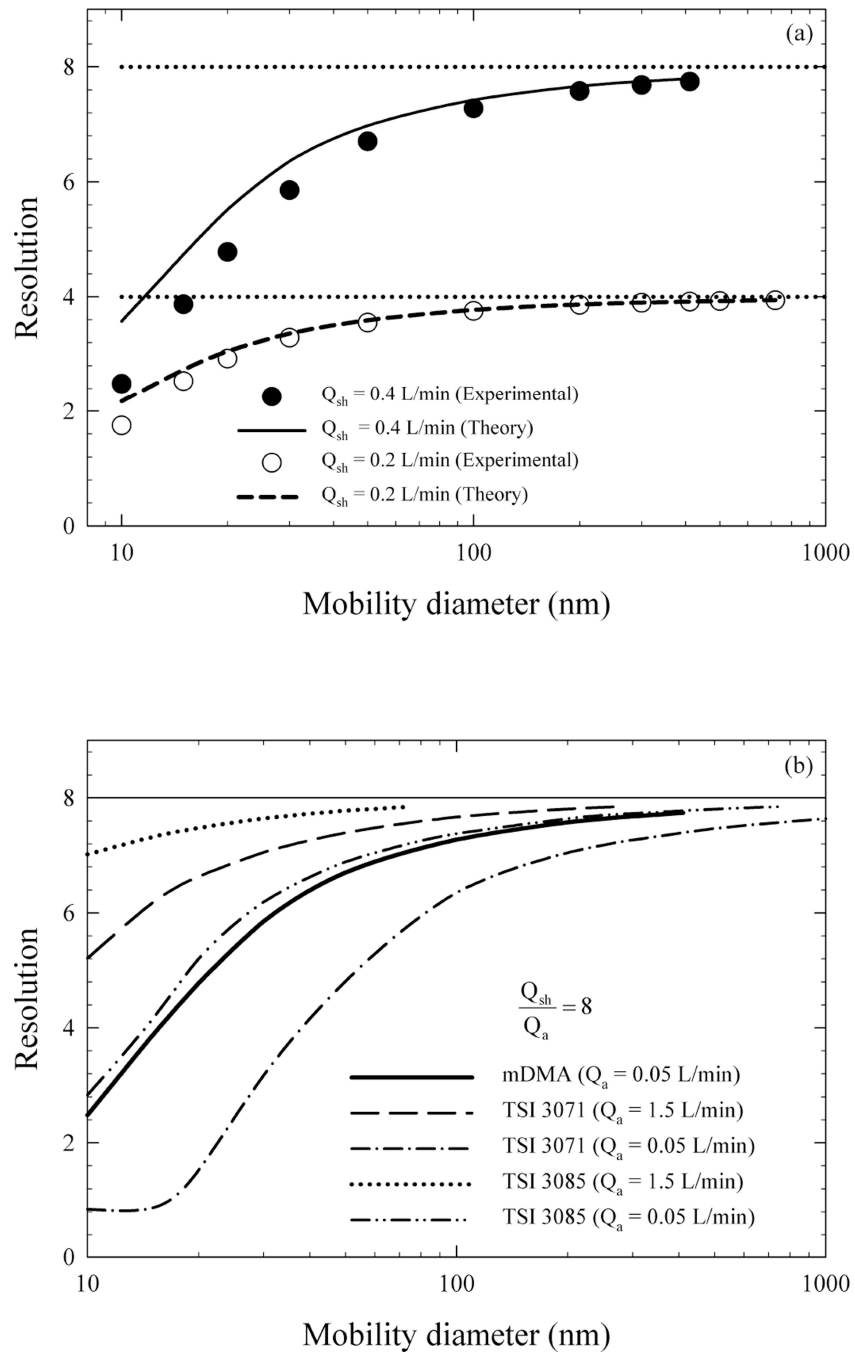 (a)
8
6
4
2
0
Resolution
Q_sh = 0.4 L/min (Experimental)
Q_sh = 0.4 L/min (Theory)
Q_sh = 0.2 L/min (Experimental)
Q_sh = 0.2 L/min (Theory)
10 100 1000
Mobility diameter (nm)
(b)
8
6
4
2
0
Resolution
Q_sh
Q_a = 8
mDMA (Q_a = 0.05 L/min)
TSI 3071 (Q_a = 1.5 L/min)
TSI 3071 (Q_a = 0.05 L/min)
TSI 3085 (Q_a = 1.5 L/min)
TSI 3085 (Q_a = 0.05 L/min)
10 100 1000
Mobility diameter (nm)